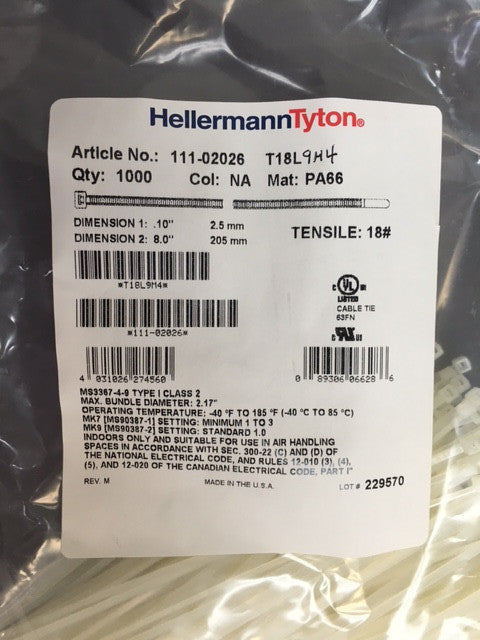 HellermannTyton®
Article No.: 111-02026 T18L9M4
Qty: 1000 Col: NA Mat: PA66
DIMENSION 1: .10" 2.5 mm
DIMENSION 2: 8.0" 205 mm
TENSILE: 18#
*T18L9M4*
*111-02026*
C UL US
LISTED
CABLE TIE
63FN
C UR US
4 031026 274560
0 89306 06628 6
MS3367-4-9 TYPE I CLASS 2
MAX. BUNDLE DIAMETER: 2.17"
OPERATING TEMPERATURE: -40 °F TO 185 °F (-40 °C TO 85 °C)
MK7 [MS90387-1] SETTING: MINIMUM 1 TO 3
MK9 [MS90387-2] SETTING: STANDARD 1.0
INDOORS ONLY AND SUITABLE FOR USE IN AIR HANDLING
SPACES IN ACCORDANCE WITH SEC. 300-22 (C) AND (D) OF
THE NATIONAL ELECTRICAL CODE, AND RULES 12-010 (3), (4),
(5), AND 12-020 OF THE CANADIAN ELECTRICAL CODE, PART I"
REV. M MADE IN THE U.S.A. LOT # 229570